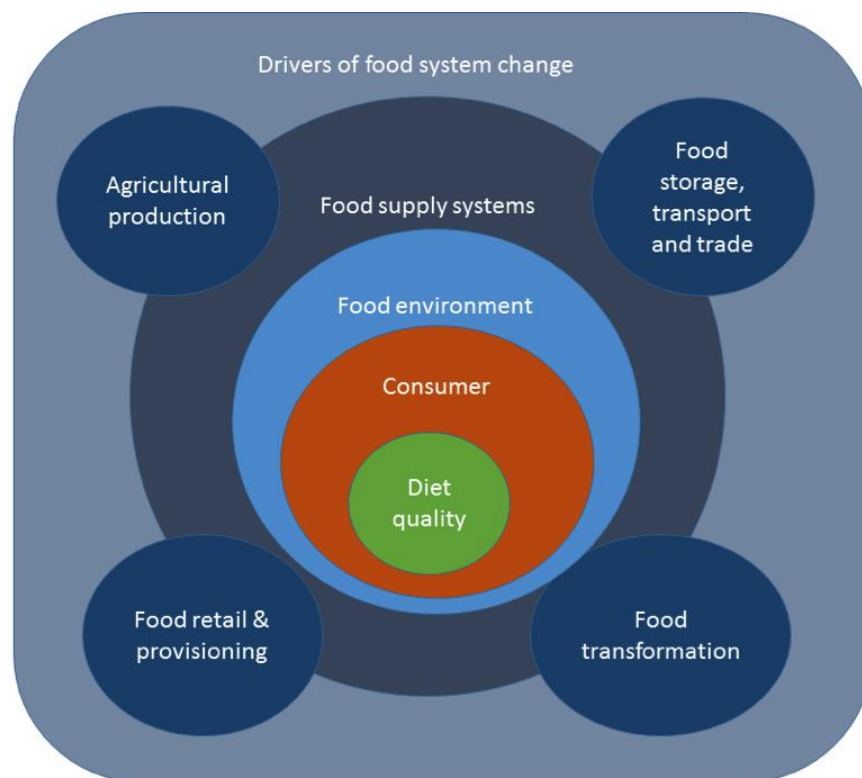 Drivers of food system change
Agricultural
production
Food
storage,
transport
and trade
Food supply systems
Food environment
Consumer
Diet
quality
Food retail &
provisioning
Food
transformation